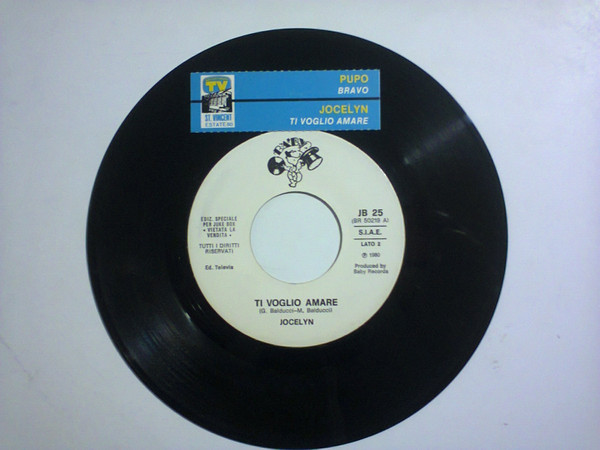 TV
ST. VINCENT
ESTATE 80
PUPO
BRAVO
JOCELYN
TI VOGLIO AMARE
BABY
EDIZ. SPECIALE
PER JUKE BOX
• VIETATA LA
VENDITA •
TUTTI I DIRITTI
RISERVATI
Ed. Televis
JB 25
(BR 50219 A)
S.I.A.E.
LATO 2
℗ 1980
Produced by
Baby Records
TI VOGLIO AMARE
(G. Balducci-M. Balducci)
JOCELYN